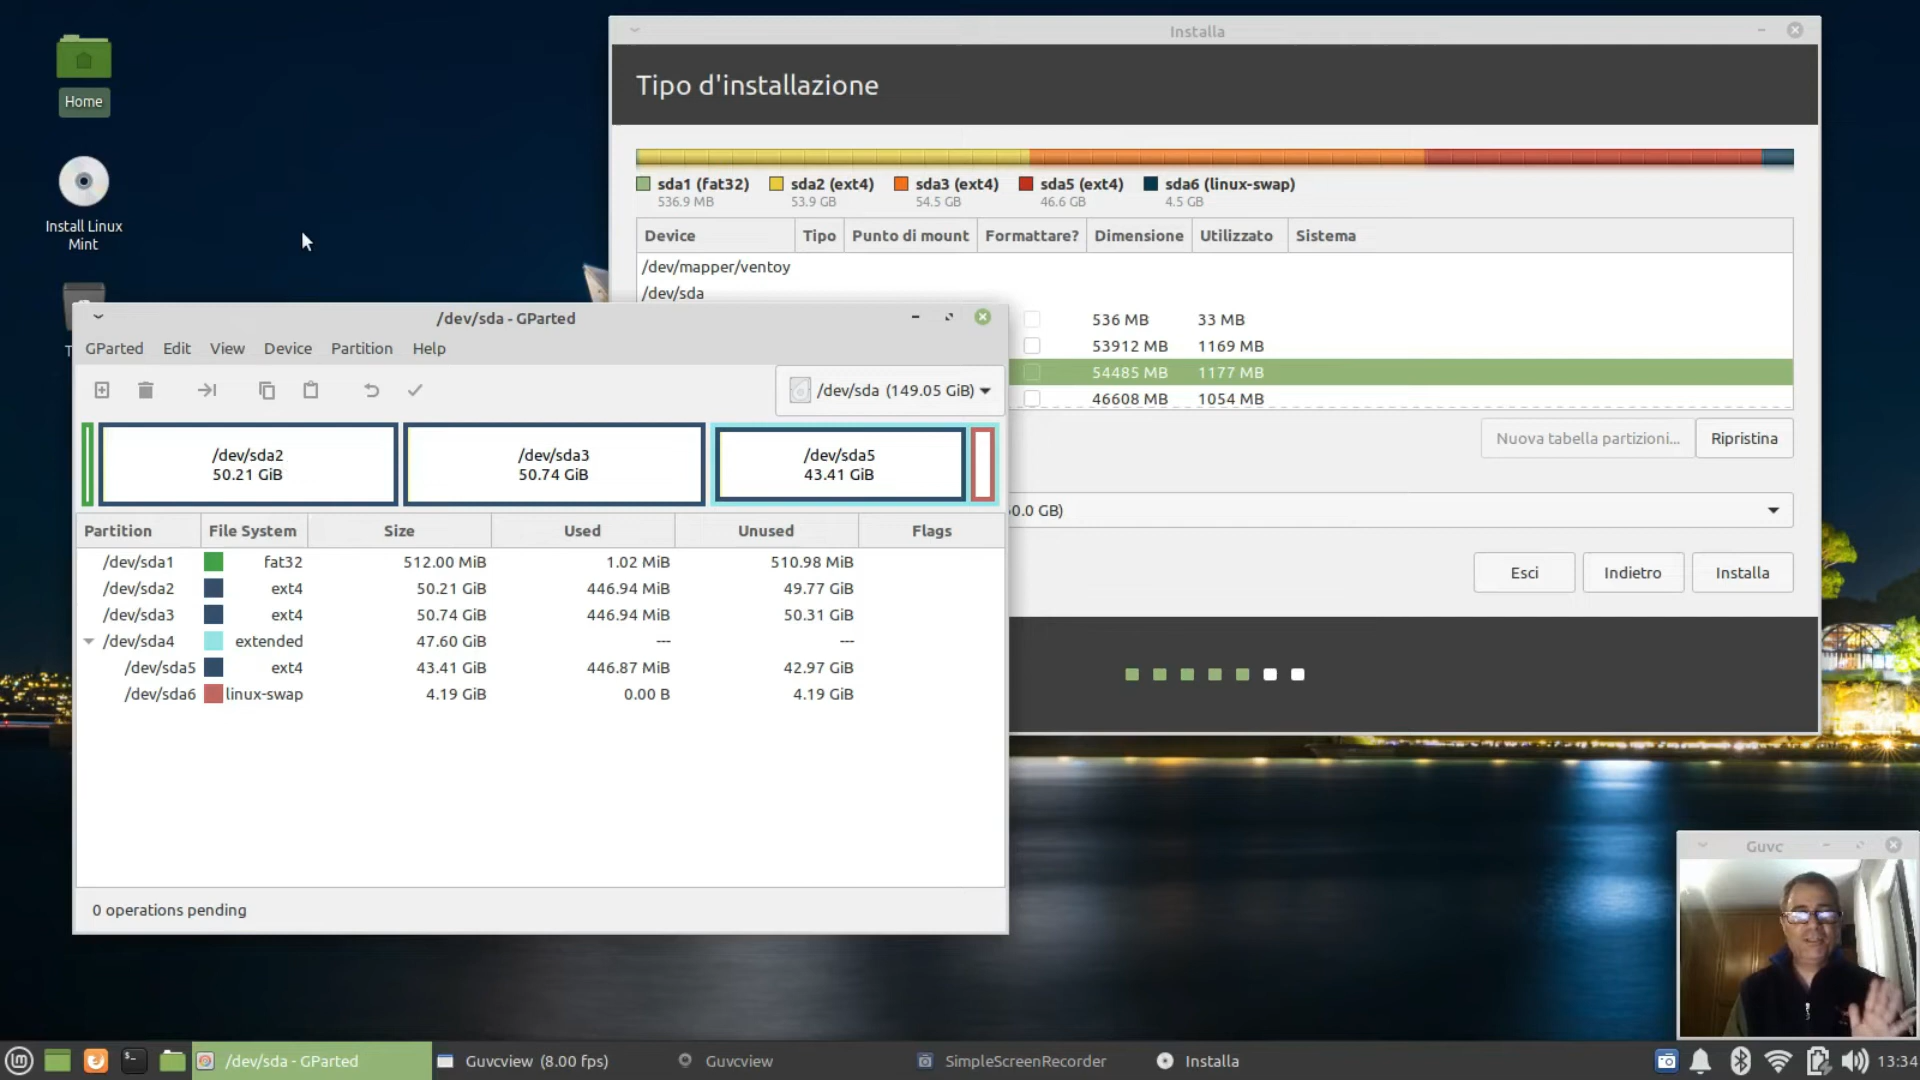 Home
Install Linux
Mint
Installa
Tipo d'installazione
sda1 (fat32)
536.9 MB
sda2 (ext4)
53.9 GB
sda3 (ext4)
54.5 GB
sda5 (ext4)
46.6 GB
sda6 (linux-swap)
4.5 GB
Device Tipo Punto di mount Formattare? Dimensione Utilizzato Sistema
/dev/mapper/ventoy
/dev/sda
536 MB 33 MB
53912 MB 1169 MB
54485 MB 1177 MB
46608 MB 1054 MB
Nuova tabella partizioni... Ripristina
0.0 GB)
Esci Indietro Installa
/dev/sda - GParted
GParted Edit View Device Partition Help
/dev/sda (149.05 GiB)
/dev/sda2
50.21 GiB
/dev/sda3
50.74 GiB
/dev/sda5
43.41 GiB
Partition File System Size Used Unused Flags
/dev/sda1 fat32 512.00 MiB 1.02 MiB 510.98 MiB
/dev/sda2 ext4 50.21 GiB 446.94 MiB 49.77 GiB
/dev/sda3 ext4 50.74 GiB 446.94 MiB 50.31 GiB
/dev/sda4 extended 47.60 GiB --- ---
/dev/sda5 ext4 43.41 GiB 446.87 MiB 42.97 GiB
/dev/sda6 linux-swap 4.19 GiB 0.00 B 4.19 GiB
0 operations pending
Guvc
/dev/sda - GParted
Guvcview (8.00 fps)
Guvcview
SimpleScreenRecorder
Installa
13:34